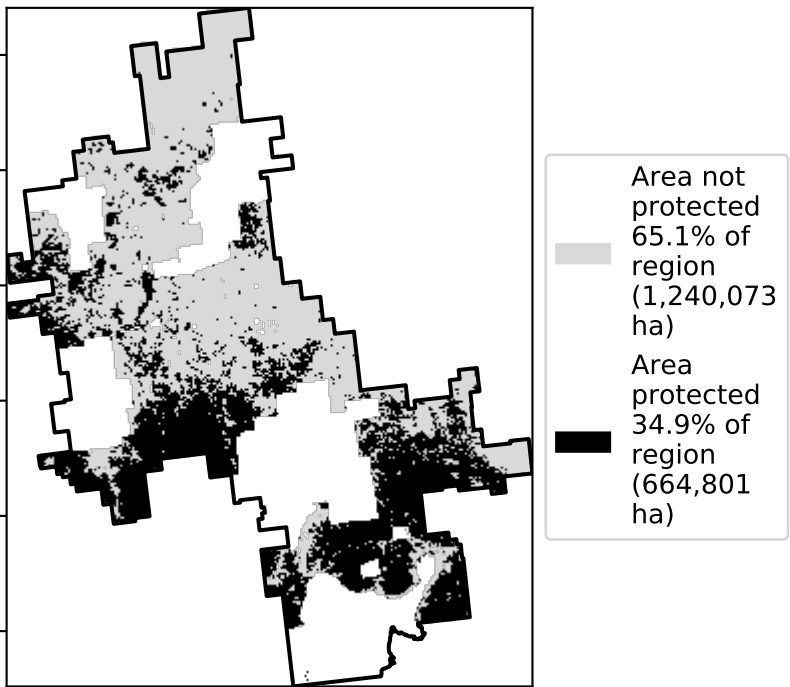 Area not
protected
65.1% of
region
(1,240,073
ha)
Area
protected
34.9% of
region
(664,801
ha)